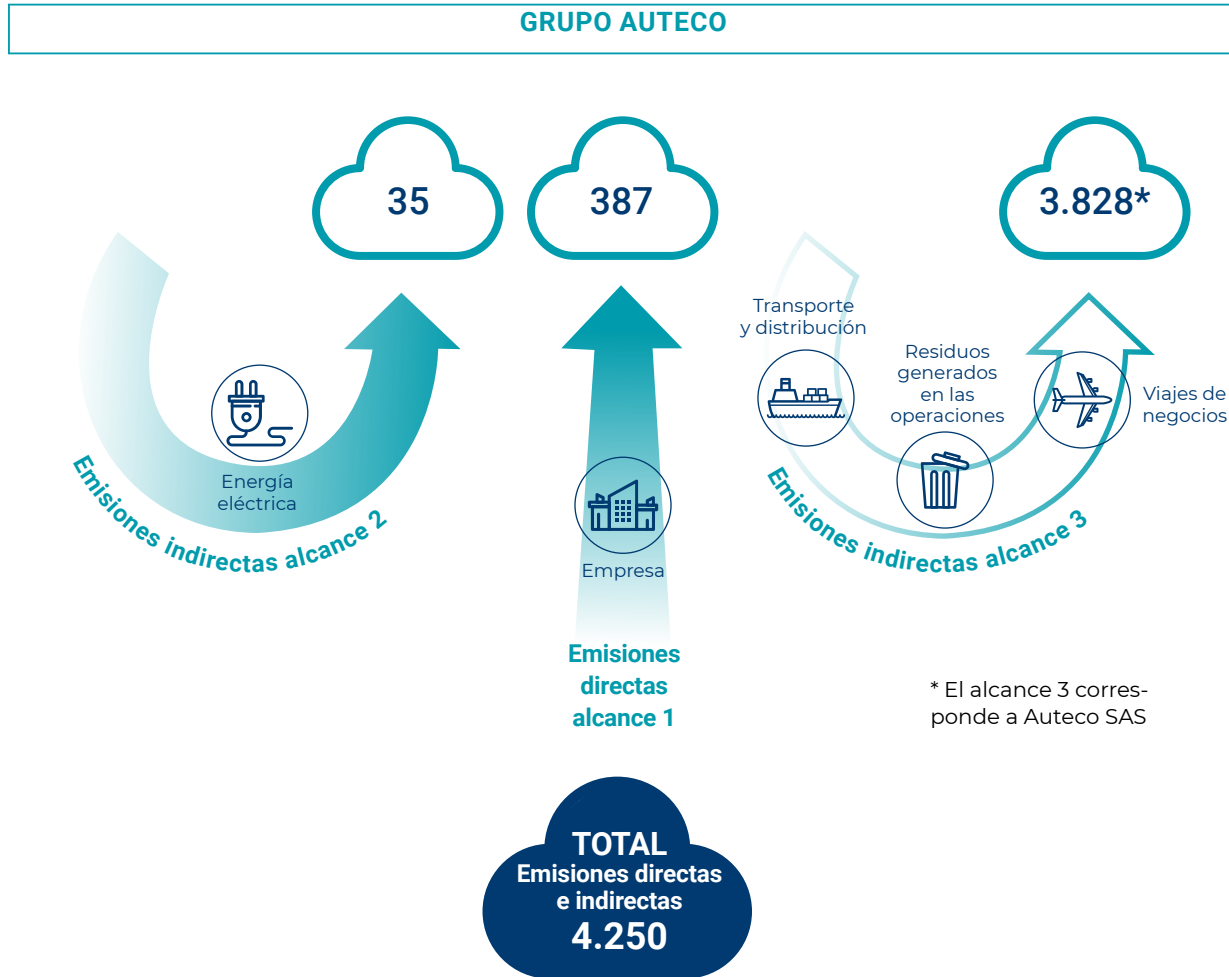 GRUPO AUTECO
35
387
3.828*
Energía
eléctrica
Emisiones indirectas alcance 2
Empresa
Emisiones
directas
alcance 1
Transporte
y distribución
Residuos
generados
en las
operaciones
Viajes de
negocios
Emisiones indirectas alcance 3
* El alcance 3 corres-
ponde a Auteco SAS
TOTAL
Emisiones directas
e indirectas
4.250